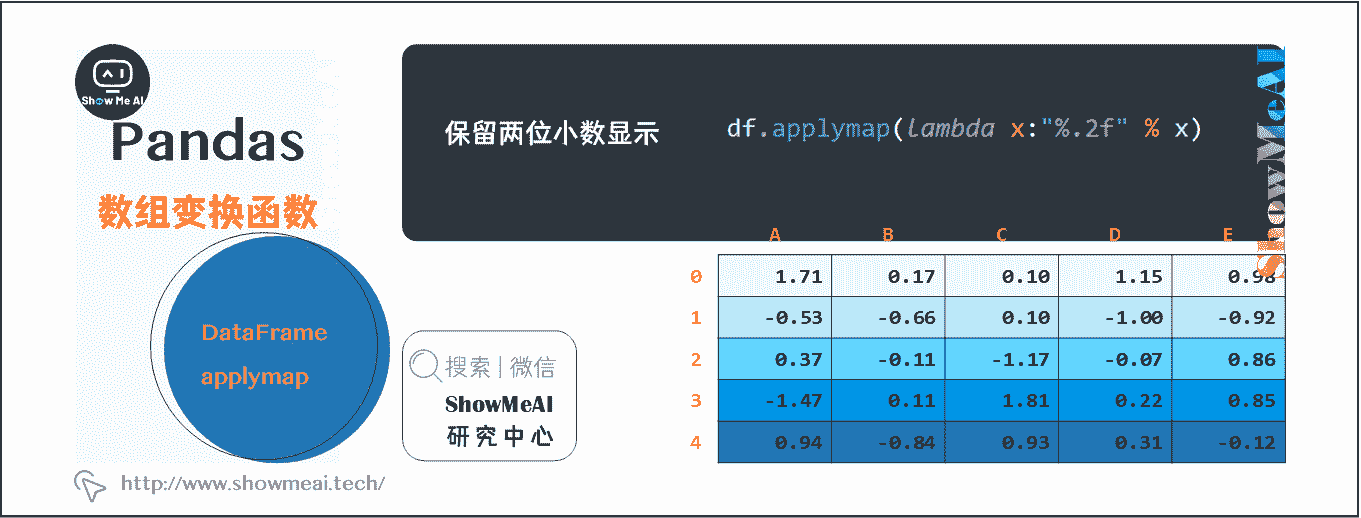 Show Me AI
Pandas
数组变换函数
DataFrame
applymap
http://www.showmeai.tech/
保留两位小数显示
df.applymap(lambda x:"%.2f" % x)
ShowMeAI
搜索 | 微信
ShowMeAI
研究中心
A B C D E
0 1.71 0.17 0.10 1.15 0.98
1 -0.53 -0.66 0.10 -1.00 -0.92
2 0.37 -0.11 -1.17 -0.07 0.86
3 -1.47 0.11 1.81 0.22 0.85
4 0.94 -0.84 0.93 0.31 -0.12